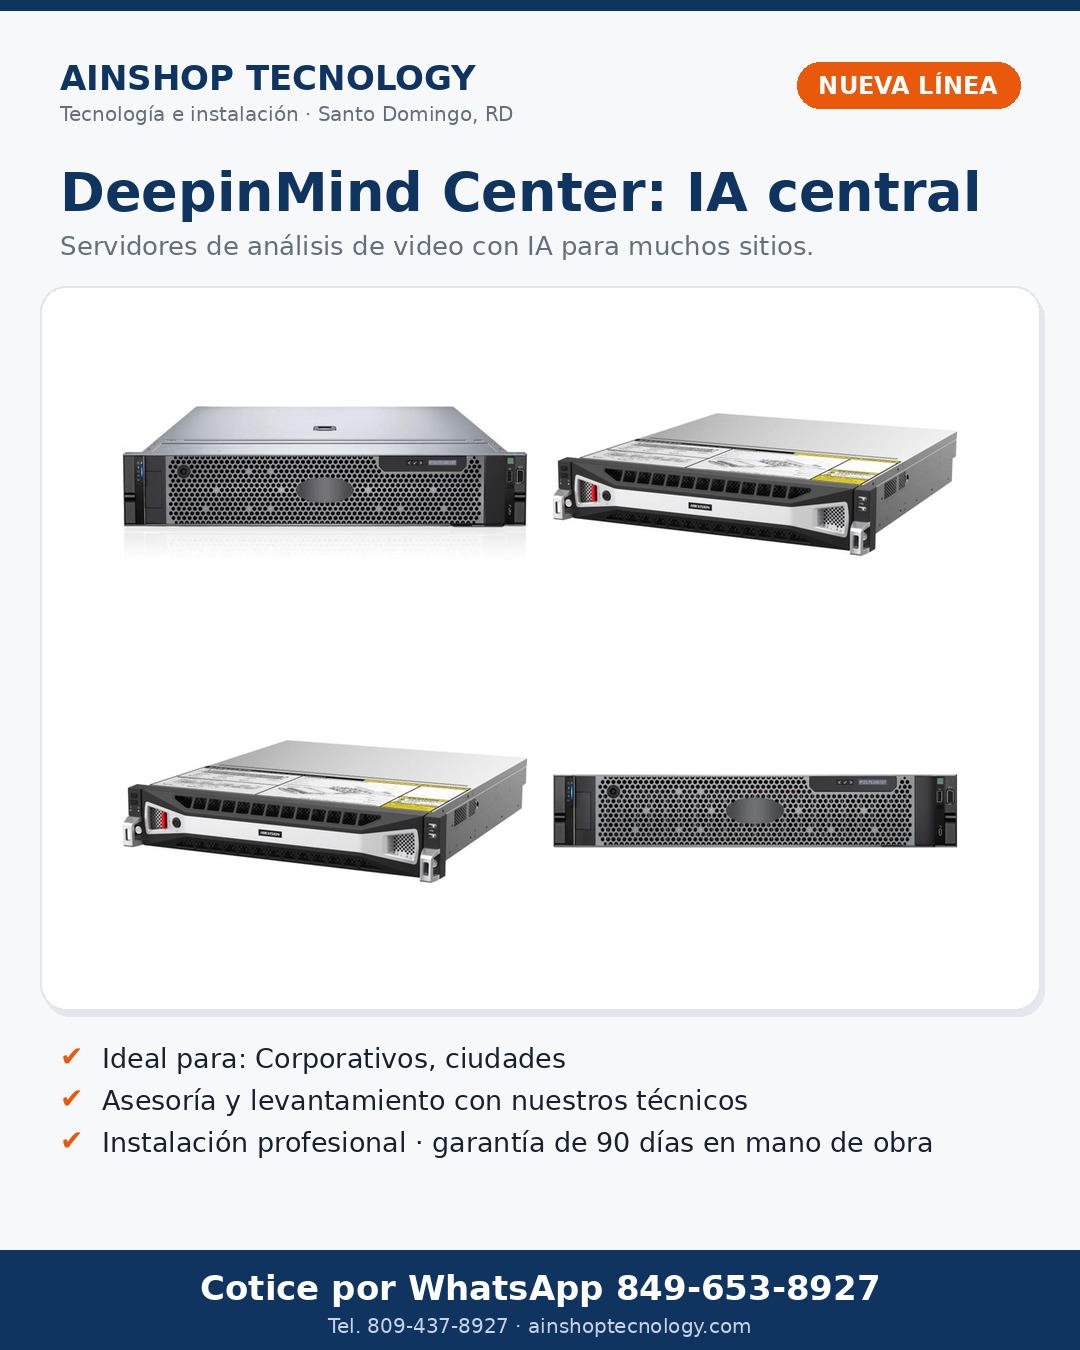 AINSHOP TECNOLOGY
NUEVA LÍNEA
Tecnología e instalación · Santo Domingo, RD
DeepinMind Center: IA central
Servidores de análisis de video con IA para muchos sitios.
HIKVISION
HIKVISION
✔ Ideal para: Corporativos, ciudades
✔ Asesoría y levantamiento con nuestros técnicos
✔ Instalación profesional · garantía de 90 días en mano de obra
Cotice por WhatsApp 849-653-8927
Tel. 809-437-8927 · ainshoptecnology.com